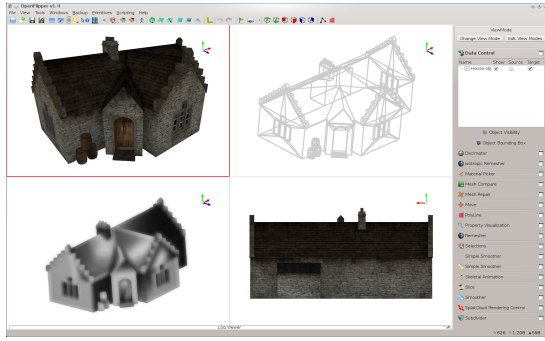 OpenFlipper v1.4
File View Tools Windows Backup Primitives Scripting Help
ViewMode
Change View Mode Edit View Modes
Data Control
Name Show Source Target
House.obj
Object Visibility
Object Bounding Box
Decimater
Isotropic Remesher
Material Picker
Mesh Compare
Mesh Repair
Move
PolyLine
Property Visualization
Remesher
Selections
Simple Smoother
Simple Smoother
Skeletal Animation
Slice
Smoother
SplatCloud Rendering Control
Subdivider
Log Viewer